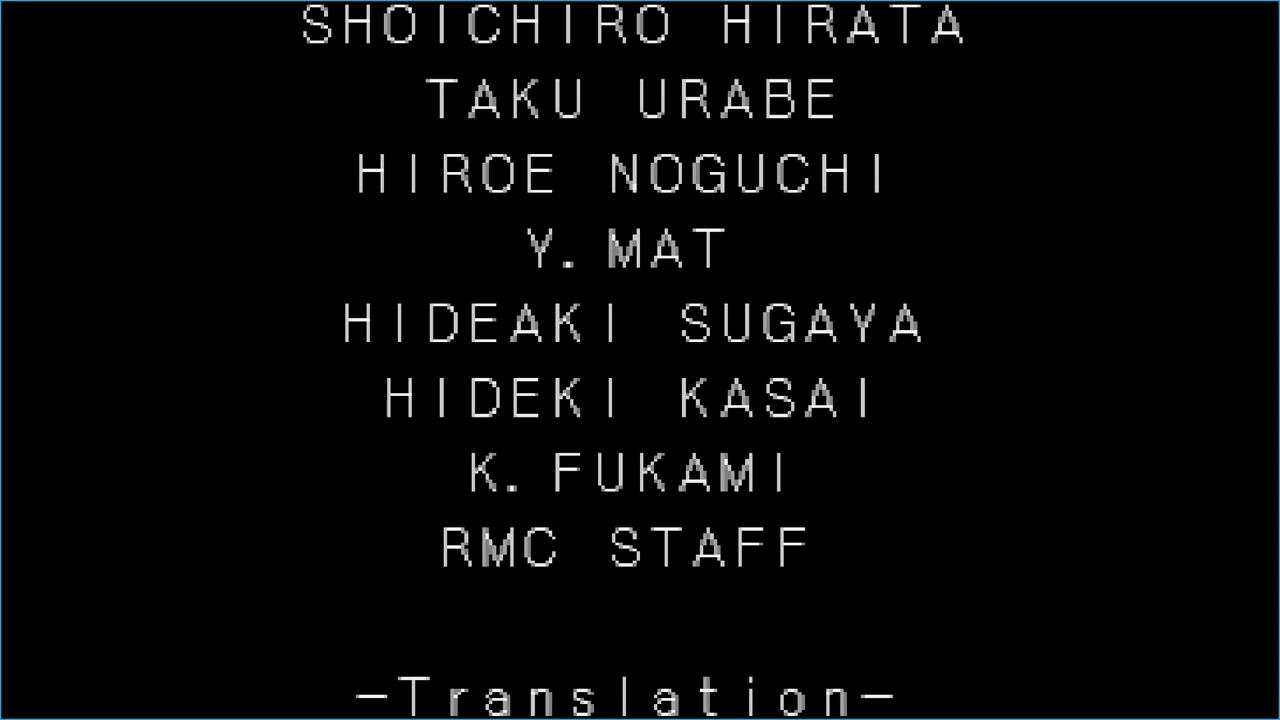 SHOICHIRO HIRATA
TAKU URABE
HIROE NOGUCHI
Y. MAT
HIDEAKI SUGAYA
HIDEKI KASAI
K. FUKAMI
RMC STAFF
—Translation—